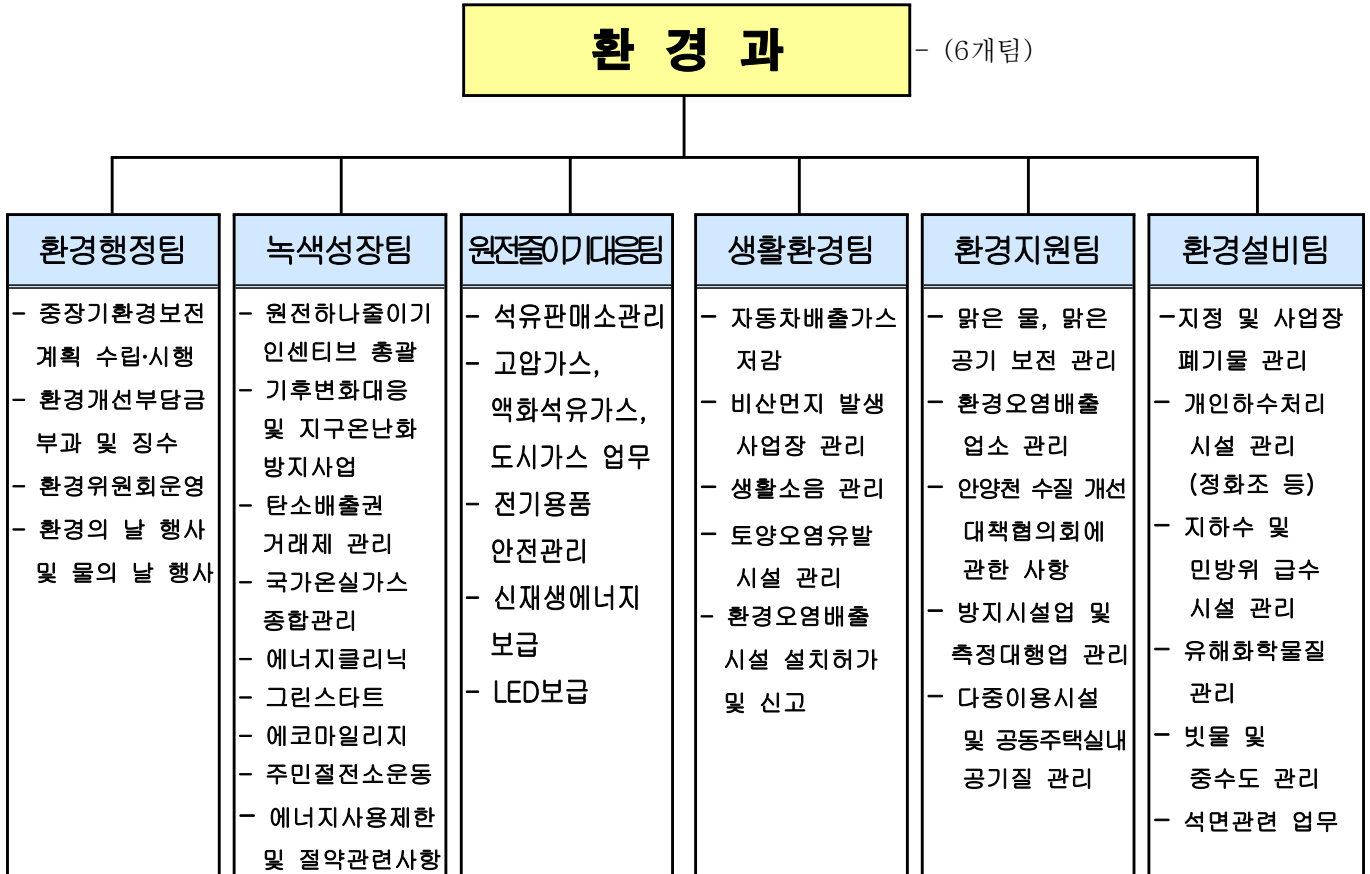 환 경 과
- (6개팀)
환경행정팀
- 중장기환경보전
계획 수립·시행
- 환경개선부담금
부과 및 징수
- 환경위원회운영
- 환경의 날 행사
및 물의 날 행사
녹색성장팀
- 원전하나줄이기
인센티브 총괄
- 기후변화대응
및 지구온난화
방지사업
- 탄소배출권
거래제 관리
- 국가온실가스
종합관리
- 에너지클리닉
- 그린스타트
- 에코마일리지
- 주민절전소운동
- 에너지사용제한
및 절약관련사항
원전줄이기대응팀
- 석유판매소관리
- 고압가스,
액화석유가스,
도시가스 업무
- 전기용품
안전관리
- 신재생에너지
보급
- LED보급
생활환경팀
- 자동차배출가스
저감
- 비산먼지 발생
사업장 관리
- 생활소음 관리
- 토양오염유발
시설 관리
- 환경오염배출
시설 설치허가
및 신고
환경지원팀
- 맑은 물, 맑은
공기 보전 관리
- 환경오염배출
업소 관리
- 안양천 수질 개선
대책협의회에
관한 사항
- 방지시설업 및
측정대행업 관리
- 다중이용시설
및 공동주택실내
공기질 관리
환경설비팀
-지정 및 사업장
폐기물 관리
- 개인하수처리
시설 관리
(정화조 등)
- 지하수 및
민방위 급수
시설 관리
- 유해화학물질
관리
- 빗물 및
중수도 관리
- 석면관련 업무